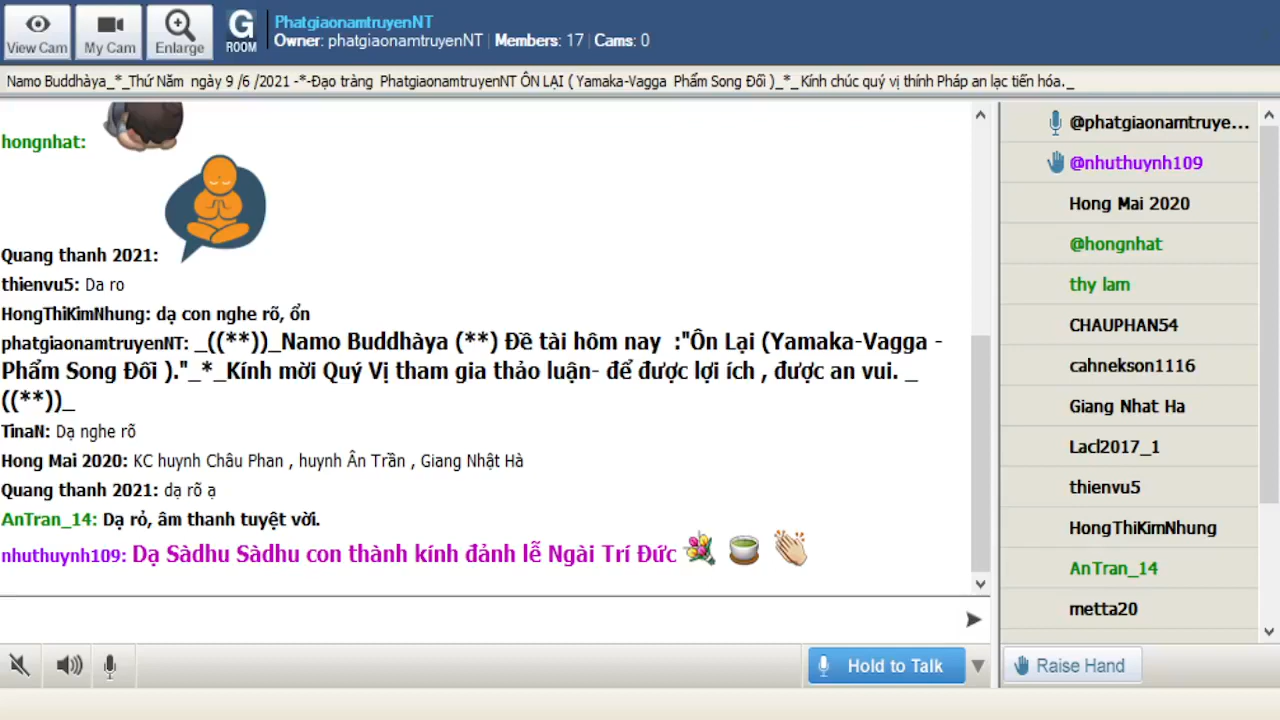 View Cam
My Cam
Enlarge
G
ROOM
PhatgiaonamtruyenNT
Owner: phatgiaonamtruyenNT | Members: 17 | Cams: 0
Namo Buddhàya_*_Thứ Năm ngày 9 /6 /2021 -*-Đạo tràng PhatgiaonamtruyenNT ÔN LẠI ( Yamaka-Vagga Phẩm Song Đôi )_*_Kính chúc quý vị thính Pháp an lạc tiến hóa._
hongnhat:
Quang thanh 2021:
thienvu5: Da ro
HongThiKimNhung: dạ con nghe rõ, ổn
phatgiaonamtruyenNT: _((**))_Namo Buddhàya (**) Đề tài hôm nay :"Ôn Lại (Yamaka-Vagga -
Phẩm Song Đôi )."_*_Kính mời Quý Vị tham gia thảo luận- để được lợi ích , được an vui. _
((**))_
TinaN: Dạ nghe rõ
Hong Mai 2020: KC huynh Châu Phan , huynh Ân Trần , Giang Nhật Hà
Quang thanh 2021: dạ rõ ạ
AnTran_14: Dạ rỏ, âm thanh tuyệt vời.
nhuthuynh109: Dạ Sàdhu Sàdhu con thành kính đảnh lễ Ngài Trí Đức
@phatgiaonamtruye...
@nhuthuynh109
Hong Mai 2020
@hongnhat
thy lam
CHAUPHAN54
cahnekson1116
Giang Nhat Ha
Lacl2017_1
thienvu5
HongThiKimNhung
AnTran_14
metta20
Hold to Talk
Raise Hand